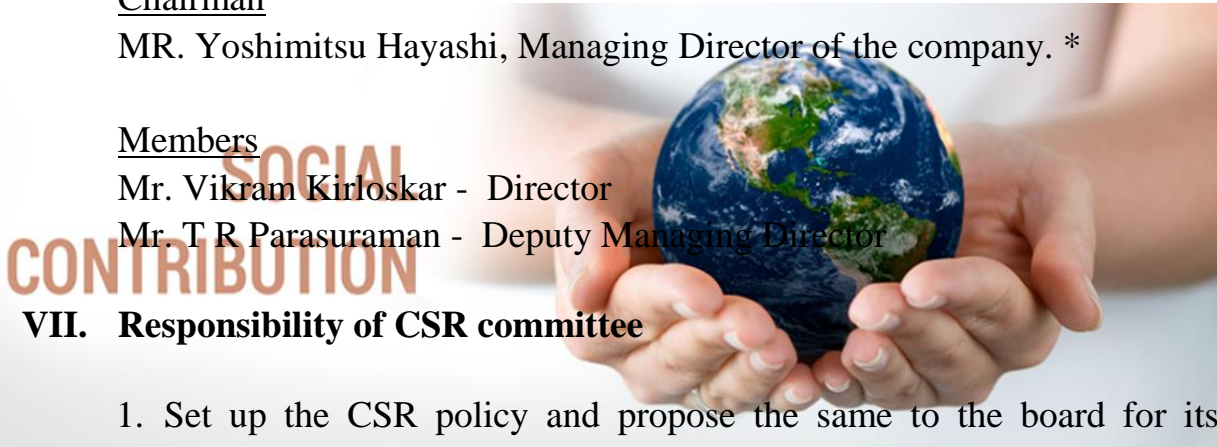 Chairman
MR. Yoshimitsu Hayashi, Managing Director of the company. *
Members
SOCIAL
Mr. Vikram Kirloskar - Director
Mr. T R Parasuraman - Deputy Managing Director
CONTRIBUTION
VII. Responsibility of CSR committee
1. Set up the CSR policy and propose the same to the board for its